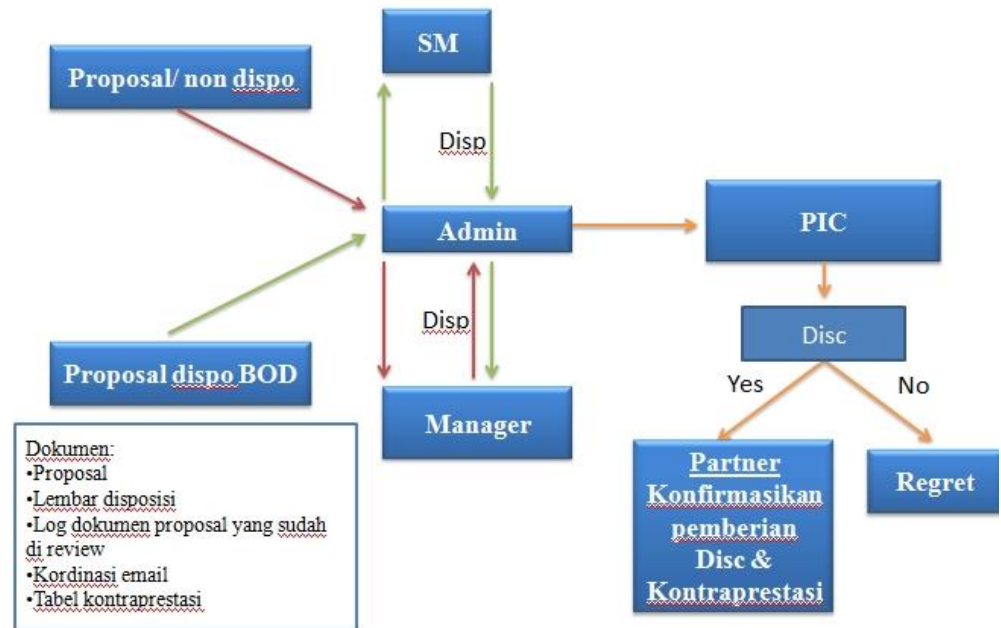 SM
Proposal/ non dispo
Disp
Admin
PIC
Disp
Disc
Proposal dispo BOD
Yes
No
Manager
Dokumen:
•Proposal
•Lembar disposisi
•Log dokumen proposal yang sudah
di review
•Kordinasi email
•Tabel kontraprestasi
Partner
Konfirmasikan
pemberian
Disc &
Kontraprestasi
Regret